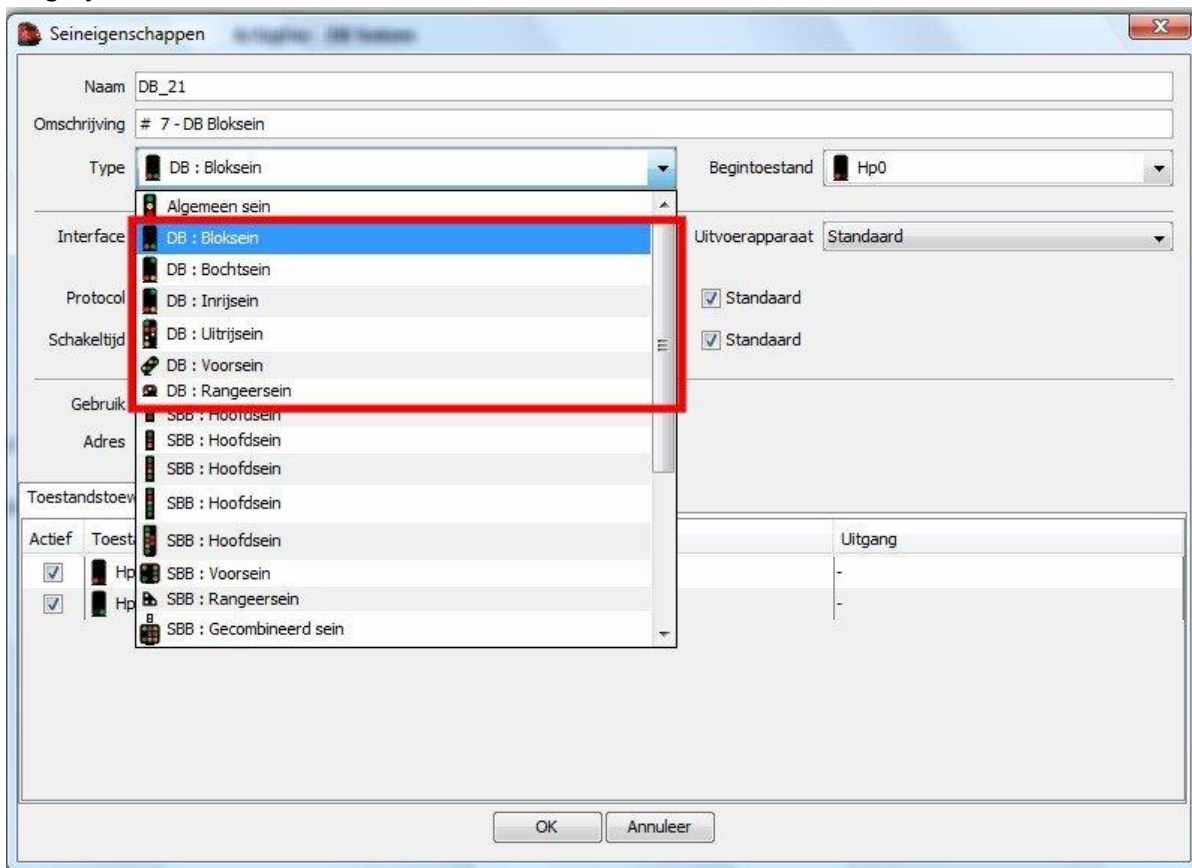 Seineigenschappen
Naam DB_21
Omschrijving # 7 - DB Bloksein
Type DB : Bloksein Begintoestand Hp0
Algemeen sein
Interface DB : Bloksein Uitvoerapparaat Standaard
DB : Bochtsein
Protocol DB : Inrijsein Standaard
Schakeltijd DB : Uitrijsein Standaard
DB : Voorsein
DB : Rangeersein
Gebruik SBB : Hoofdsein
Adres SBB : Hoofdsein
SBB : Hoofdsein
Toestandstoew SBB : Hoofdsein
Actief Toest SBB : Hoofdsein Uitgang
Hp SBB : Voorsein -
Hp SBB : Rangeersein -
SBB : Gecombineerd sein
OK Annuleer